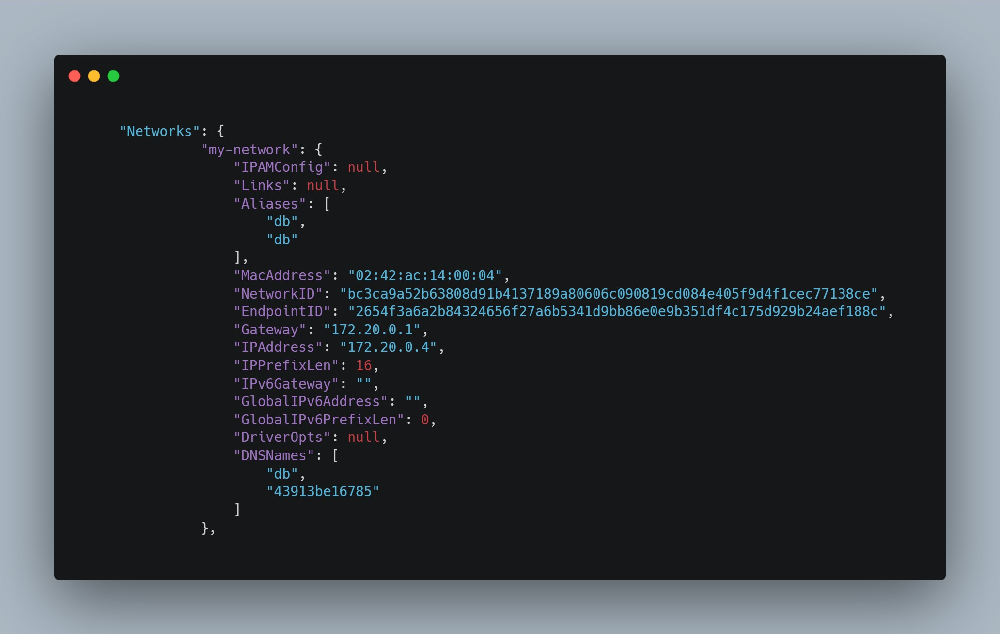 "Networks": {
"my-network": {
"IPAMConfig": null,
"Links": null,
"Aliases": [
"db",
"db"
],
"MacAddress": "02:42:ac:14:00:04",
"NetworkID": "bc3ca9a52b63808d91b4137189a80606c090819cd084e405f9d4f1cec77138ce",
"EndpointID": "2654f3a6a2b84324656f27a6b5341d9bb86e0e9b351df4c175d929b24aef188c",
"Gateway": "172.20.0.1",
"IPAddress": "172.20.0.4",
"IPPrefixLen": 16,
"IPv6Gateway": "",
"GlobalIPv6Address": "",
"GlobalIPv6PrefixLen": 0,
"DriverOpts": null,
"DNSNames": [
"db",
"43913be16785"
]
},